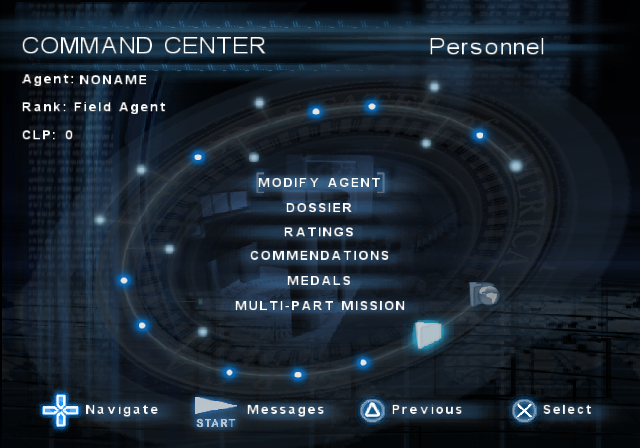 COMMAND CENTER
Personnel
Agent: NONAME
Rank: Field Agent
CLP: 0
MODIFY AGENT
DOSSIER
RATINGS
COMMENDATIONS
MEDALS
MULTI-PART MISSION
Navigate
START
Messages
Previous
Select